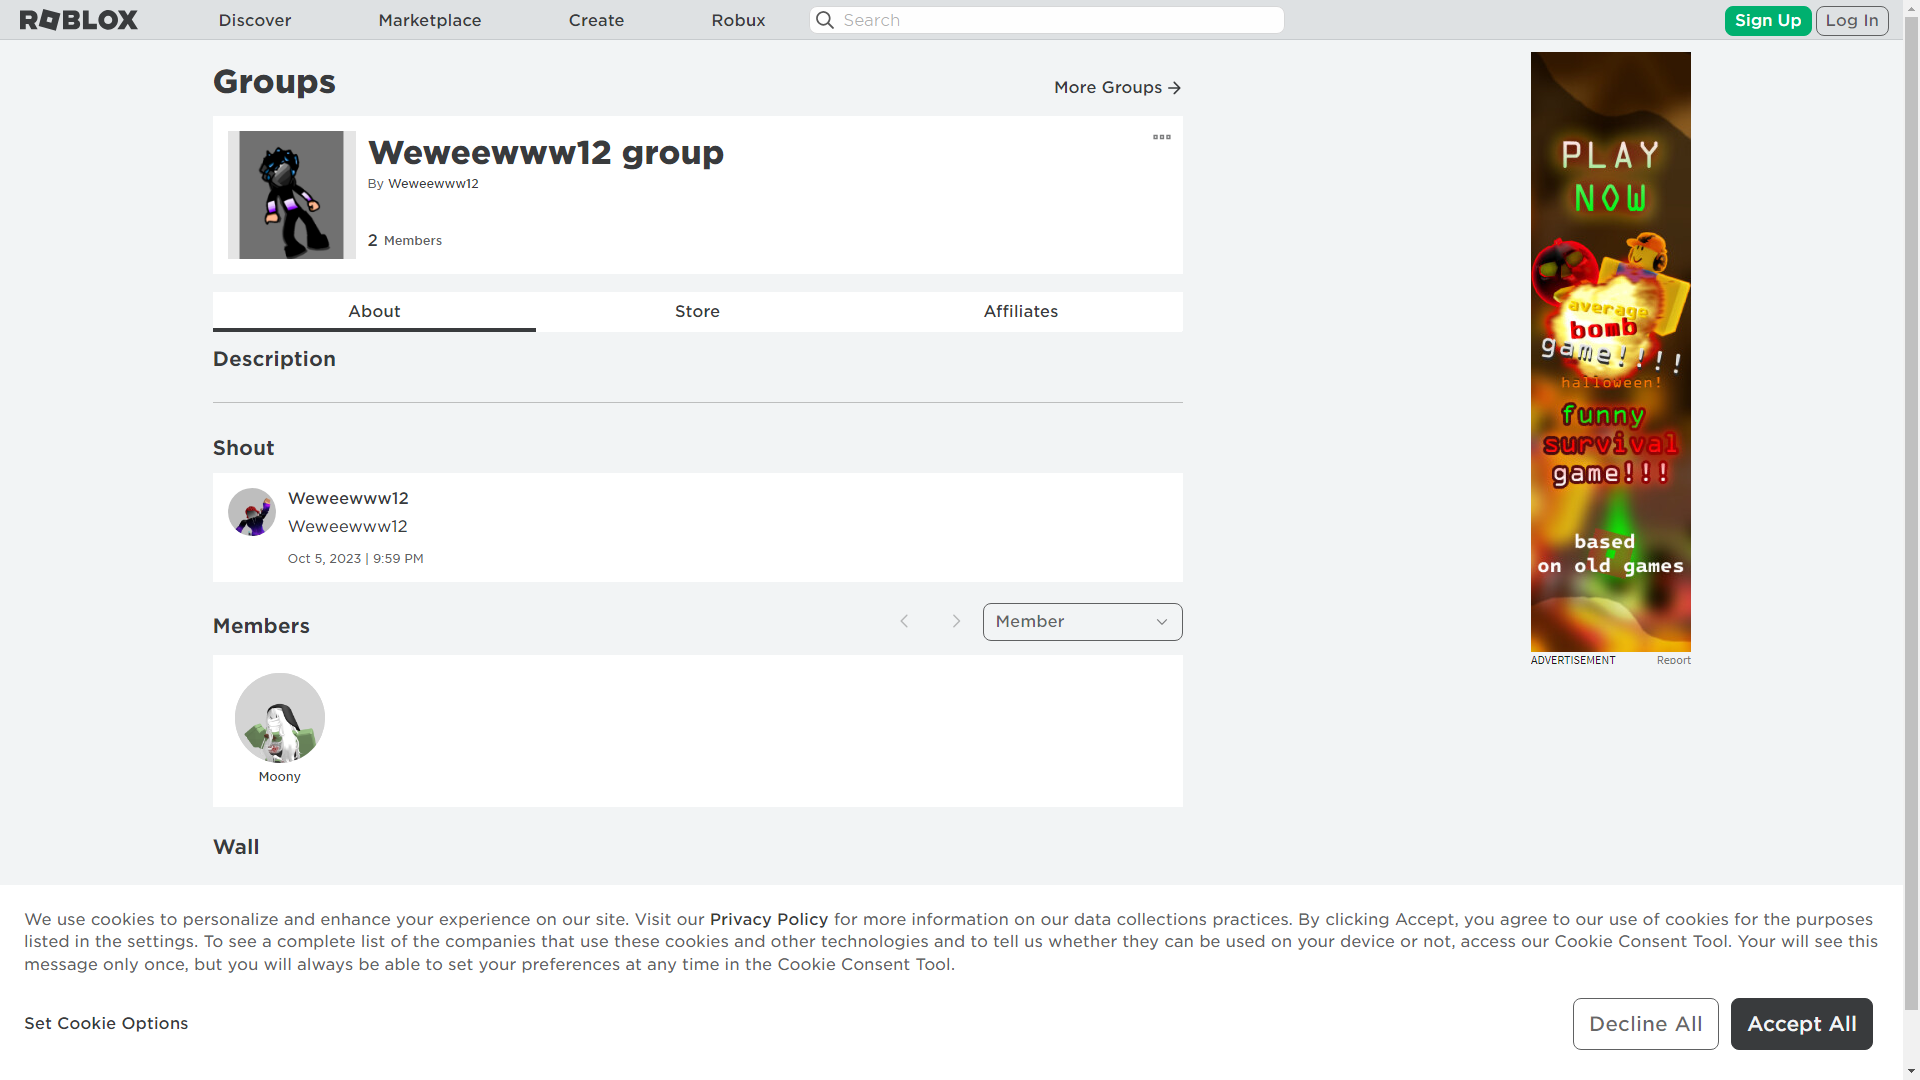 ROBLOX
Discover
Marketplace
Create
Robux
Search
Sign Up
Log In
Groups
More Groups
Weweewww12 group
By Weweewww12
2 Members
About
Store
Affiliates
Description
Shout
Weweewww12
Weweewww12
Oct 5, 2023 | 9:59 PM
Members
Member
Moony
Wall
PLAY
NOW
average
bomb
game!!!!
halloween!
funny
survival
game!!!
based
on old games
ADVERTISEMENT
Report
We use cookies to personalize and enhance your experience on our site. Visit our Privacy Policy for more information on our data collections practices. By clicking Accept, you agree to our use of cookies for the purposes
listed in the settings. To see a complete list of the companies that use these cookies and other technologies and to tell us whether they can be used on your device or not, access our Cookie Consent Tool. Your will see this
message only once, but you will always be able to set your preferences at any time in the Cookie Consent Tool.
Set Cookie Options
Decline All
Accept All